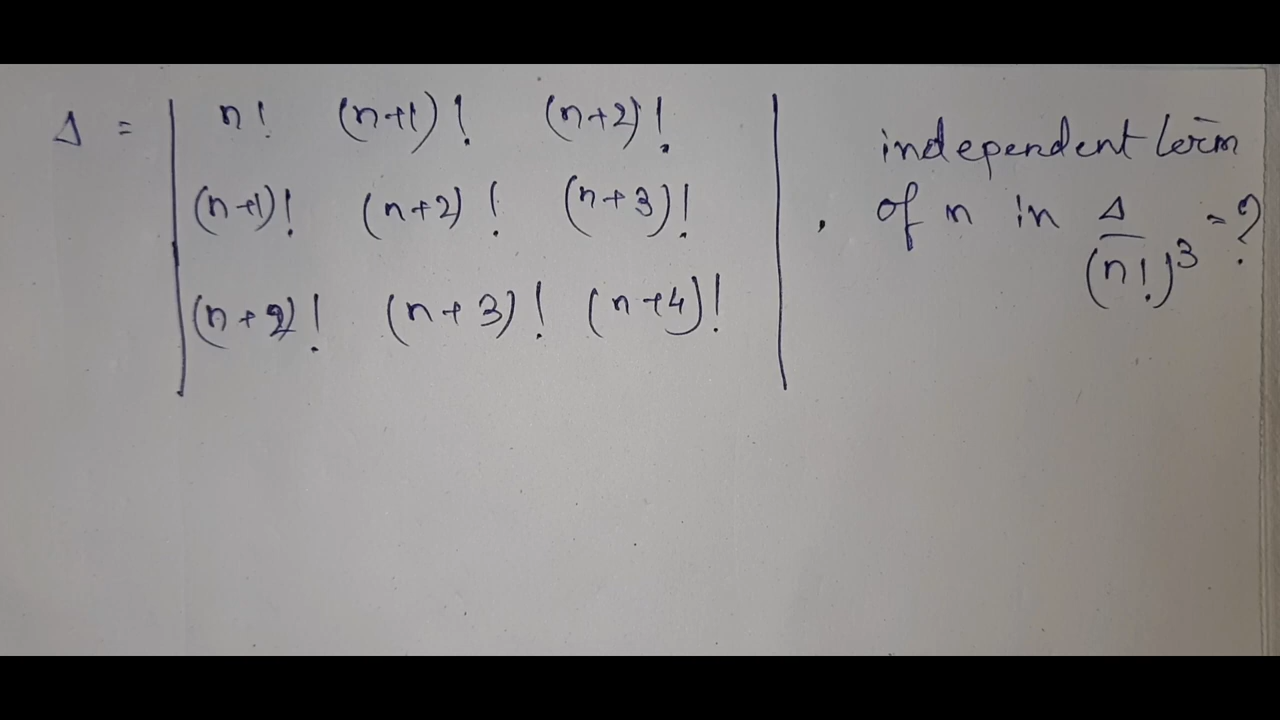 Δ = | n! (n+1)! (n+2)! |
| (n+1)! (n+2)! (n+3)! |
| (n+2)! (n+3)! (n+4)! |
, independent term
of n in Δ/(n!)³ = ?